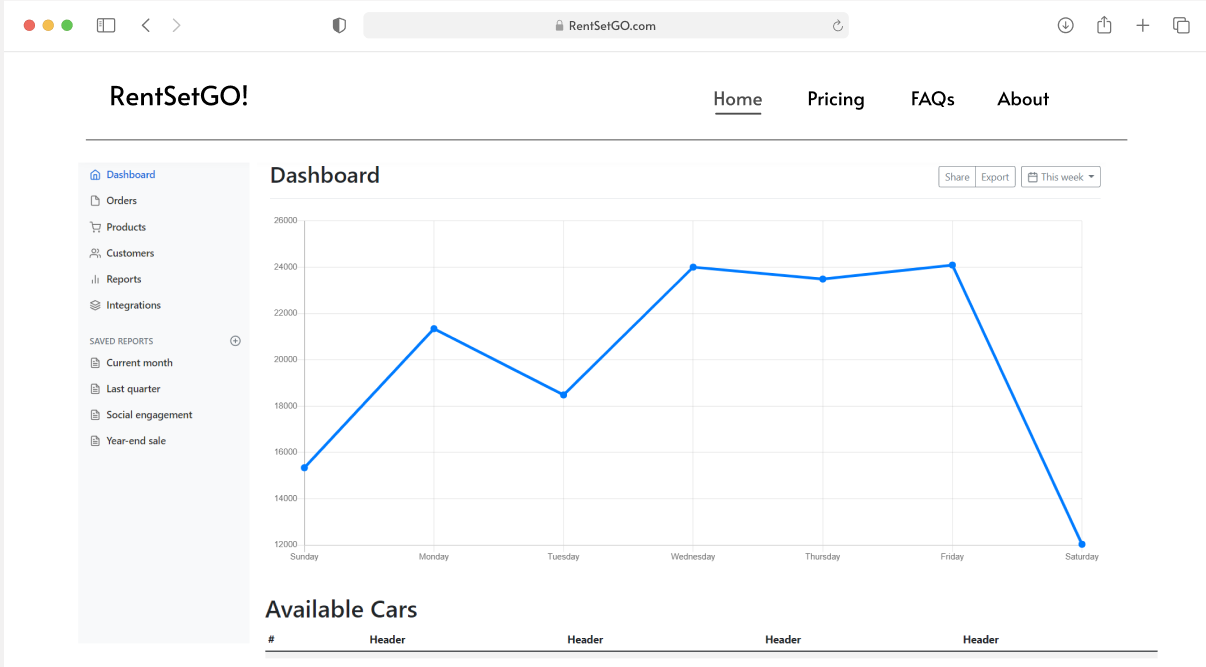 RentSetGO.com
RentSetGO!
Home Pricing FAQs About
Dashboard
Orders
Products
Customers
Reports
Integrations
SAVED REPORTS
Current month
Last quarter
Social engagement
Year-end sale
Dashboard
Share Export This week
26000
24000
22000
20000
18000
16000
14000
12000
Sunday Monday Tuesday Wednesday Thursday Friday Saturday
Available Cars
# Header Header Header Header